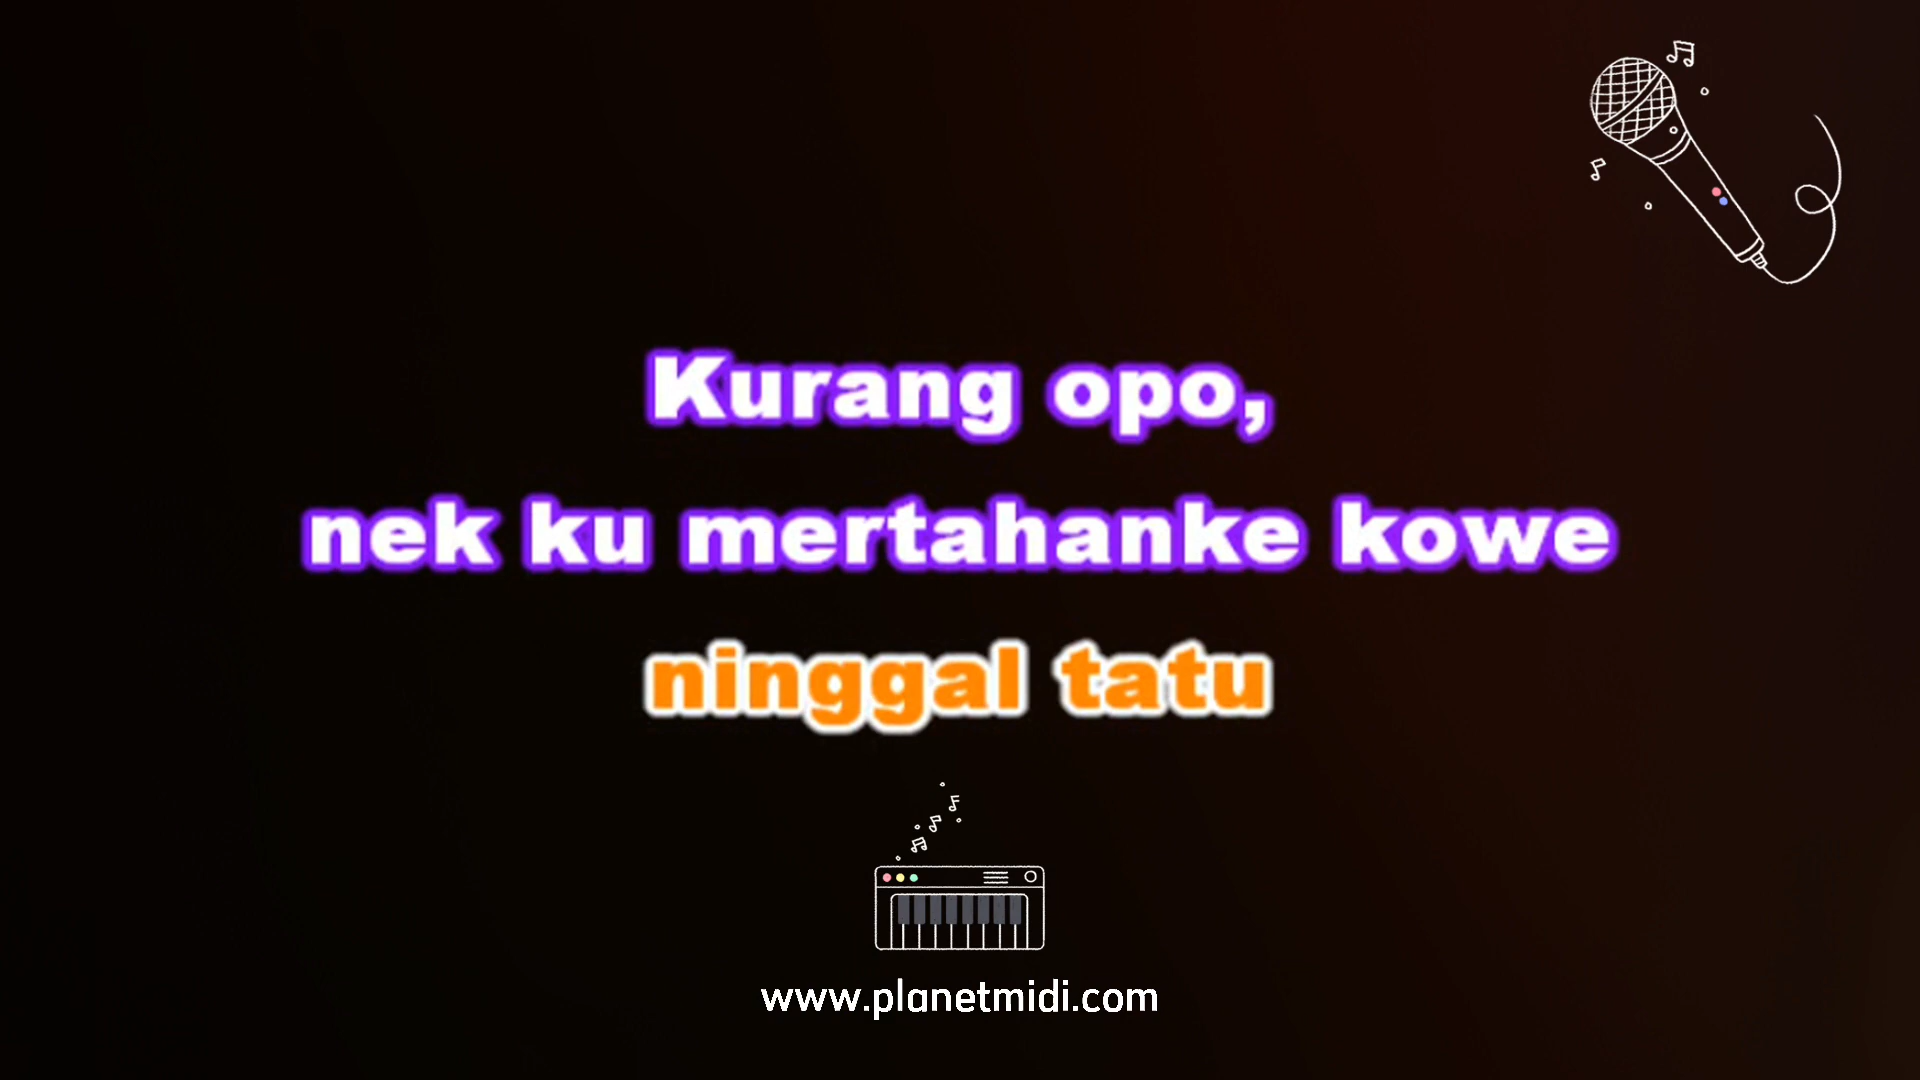 Kurang opo,
nek ku mertahanke kowe
ninggal tatu
www.planetmidi.com